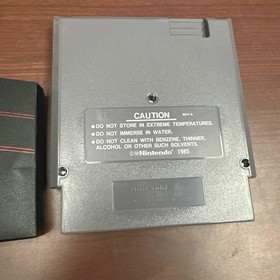 CAUTION REV-A
●DO NOT STORE IN EXTREME TEMPERATURES.
●DO NOT IMMERSE IN WATER.
●DO NOT CLEAN WITH BENZENE, THINNER,
ALCOHOL OR OTHER SUCH SOLVENTS.
©®Nintendo® 1985